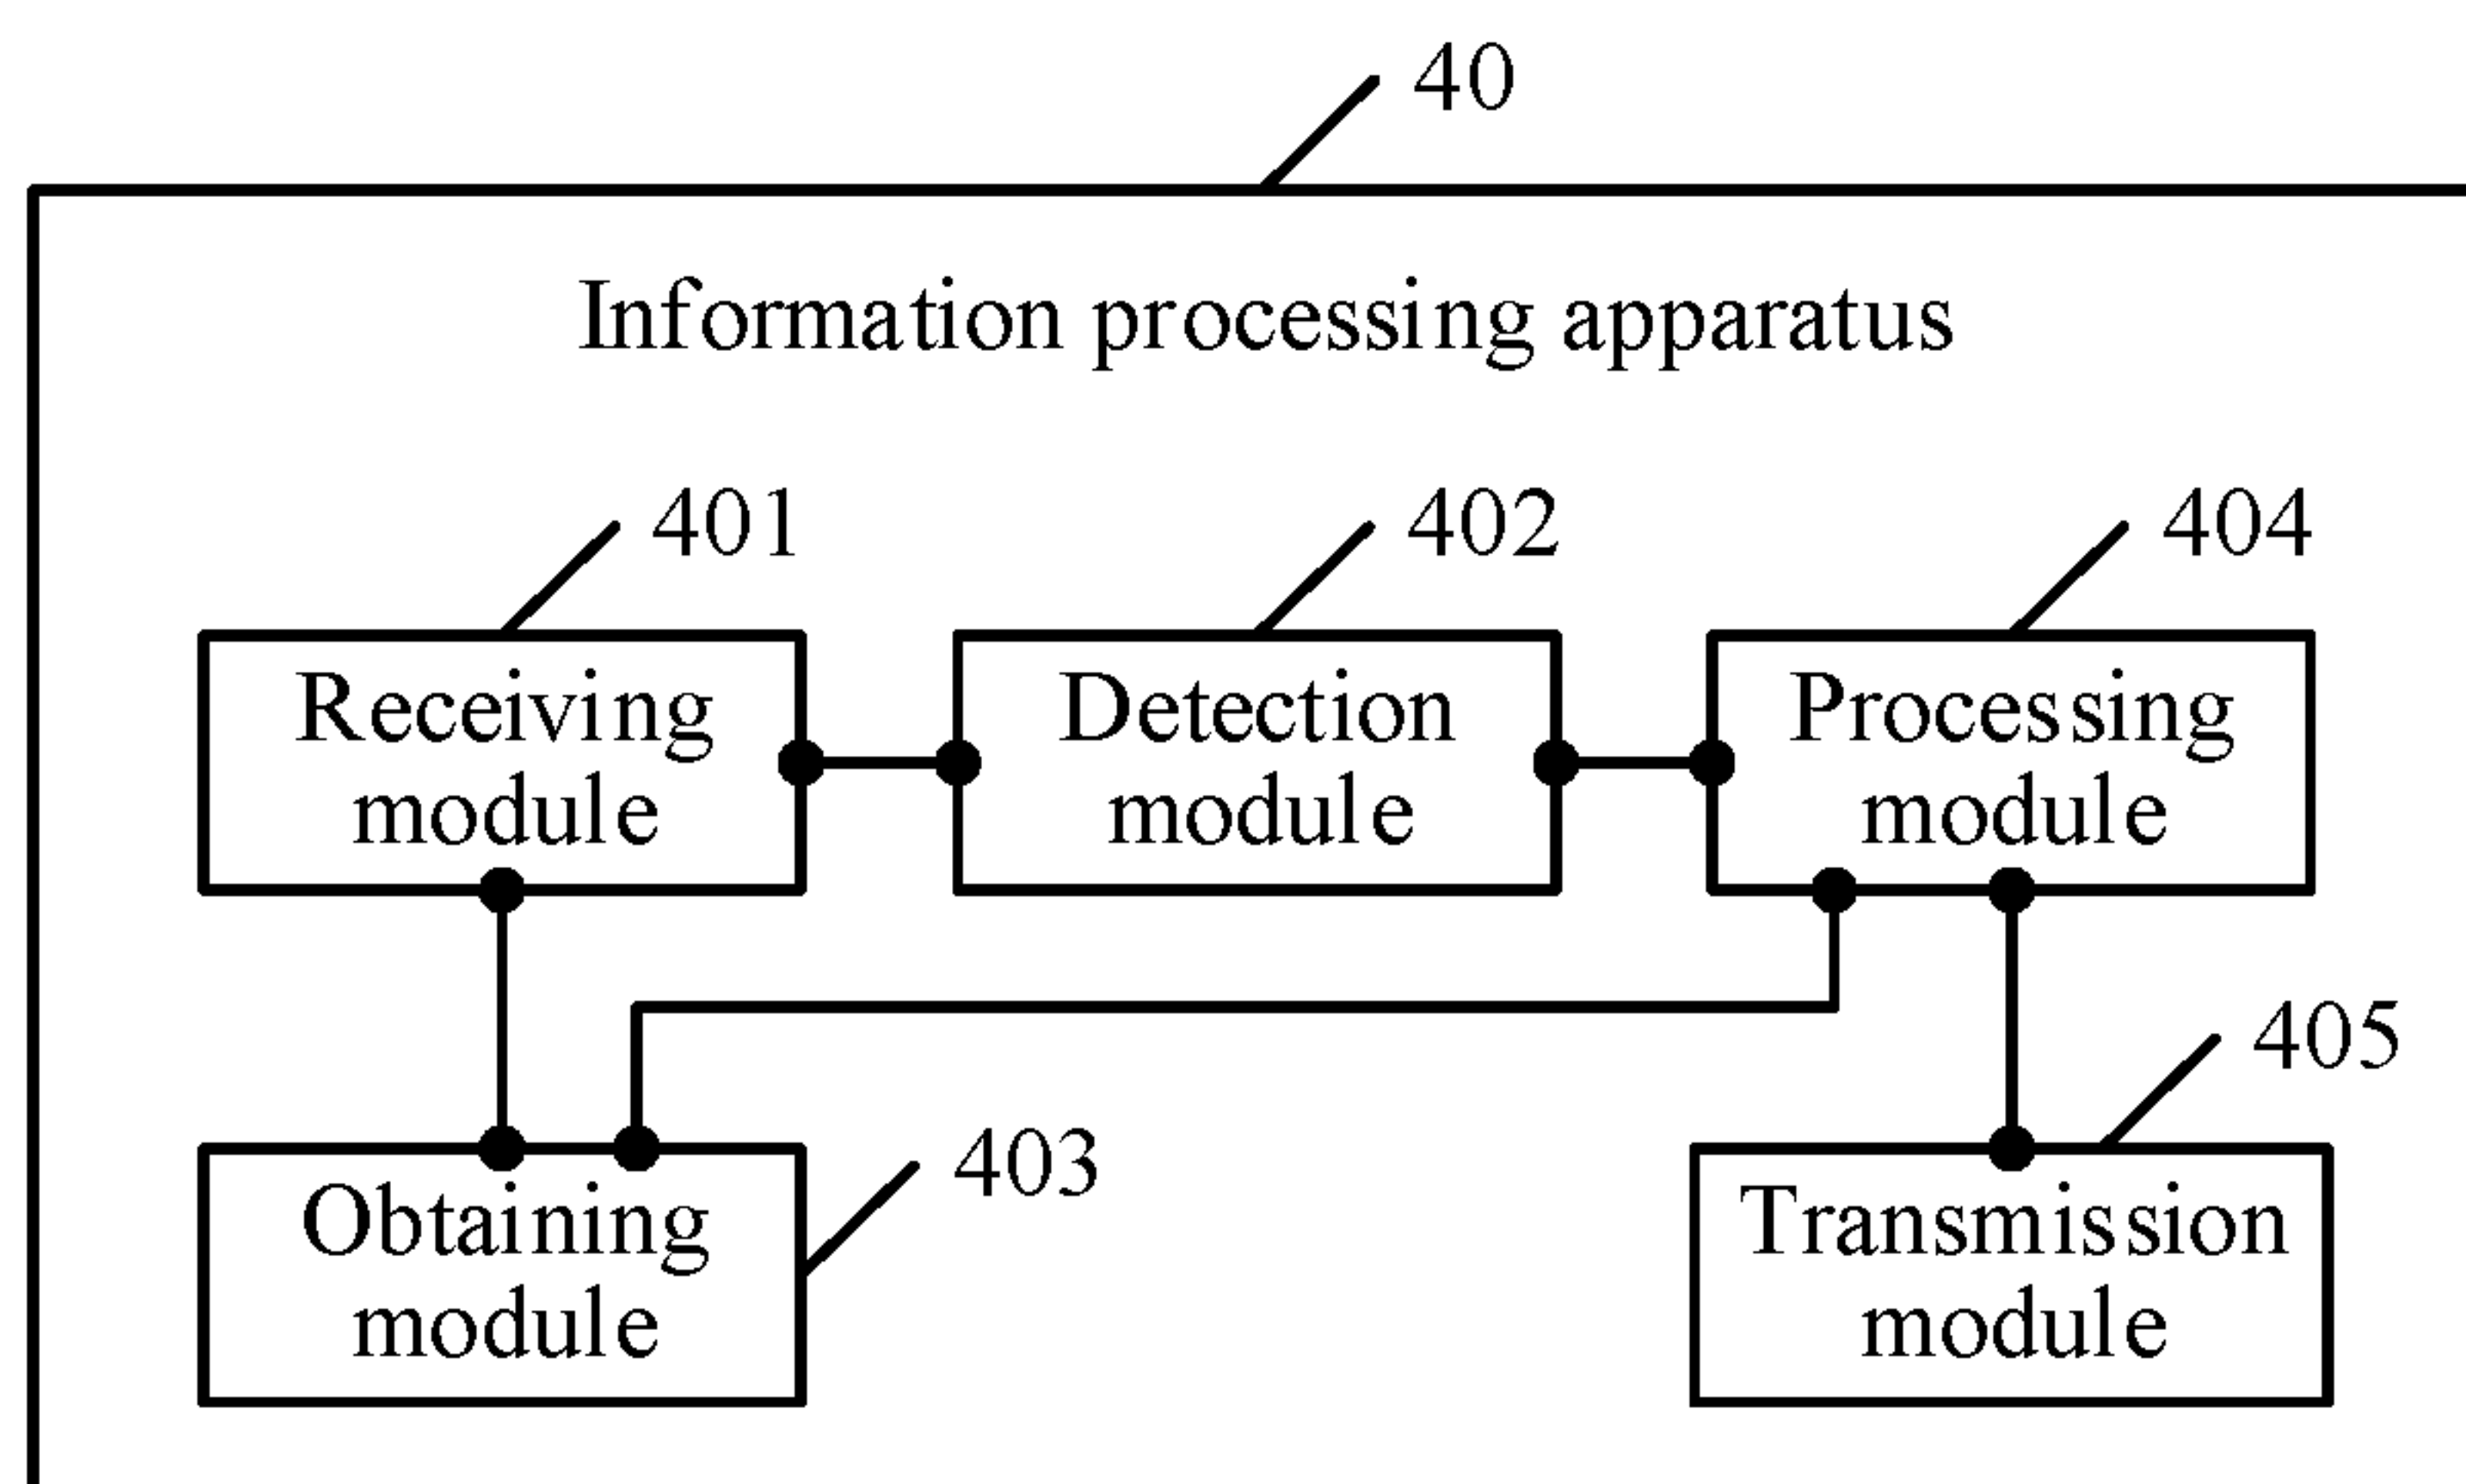 40
Information processing apparatus
401
402
404
Receiving
module
Detection
module
Processing
module
405
403
Obtaining
module
Transmission
module